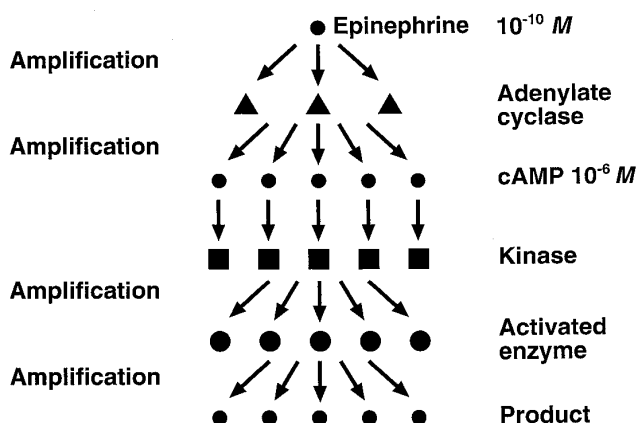 Epinephrine 10⁻¹⁰ M
Amplification
Adenylate
cyclase
Amplification
cAMP 10⁻⁶ M
Kinase
Amplification
Activated
enzyme
Amplification
Product